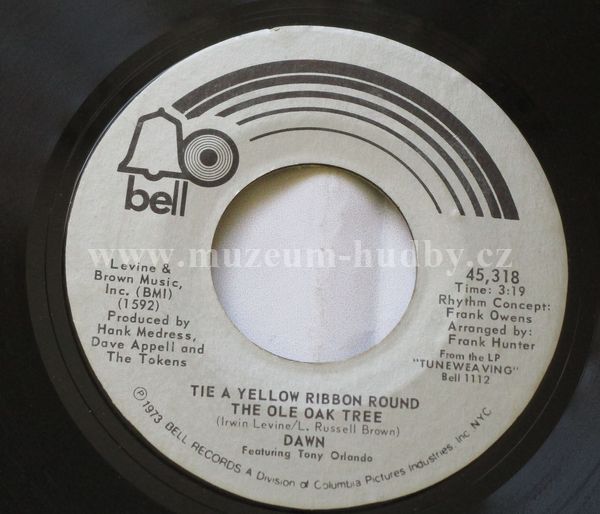 bell
www.muzeum-hudby.cz
Levine &
Brown Music,
Inc. (BMI)
(1592)
Produced by
Hank Medress,
Dave Appell and
The Tokens
45,318
Time: 3:19
Rhythm Concept:
Frank Owens
Arranged by:
Frank Hunter
From the LP
"TUNEWEAVING"
Bell 1112
TIE A YELLOW RIBBON ROUND
THE OLE OAK TREE
(Irwin Levine/L. Russell Brown)
DAWN
Featuring Tony Orlando
Ⓟ1973 BELL RECORDS A Division of Columbia Pictures Industries, Inc. NYC